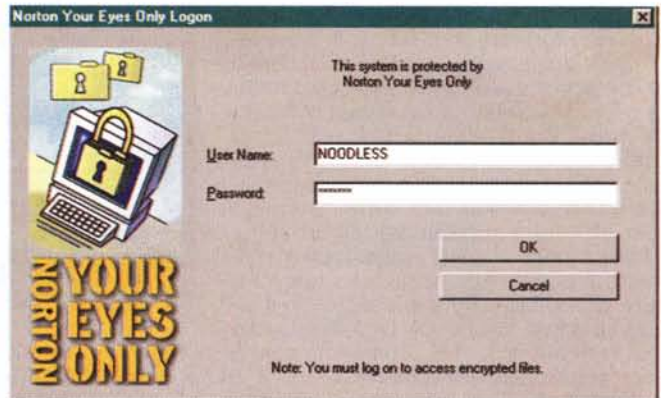 Norton Your Eyes Only Logon
This system is protected by
Norton Your Eyes Only
User Name: NOODLESS
Password: ******
OK
Cancel
NORTON
YOUR
EYES
ONLY
Note: You must log on to access encrypted files.